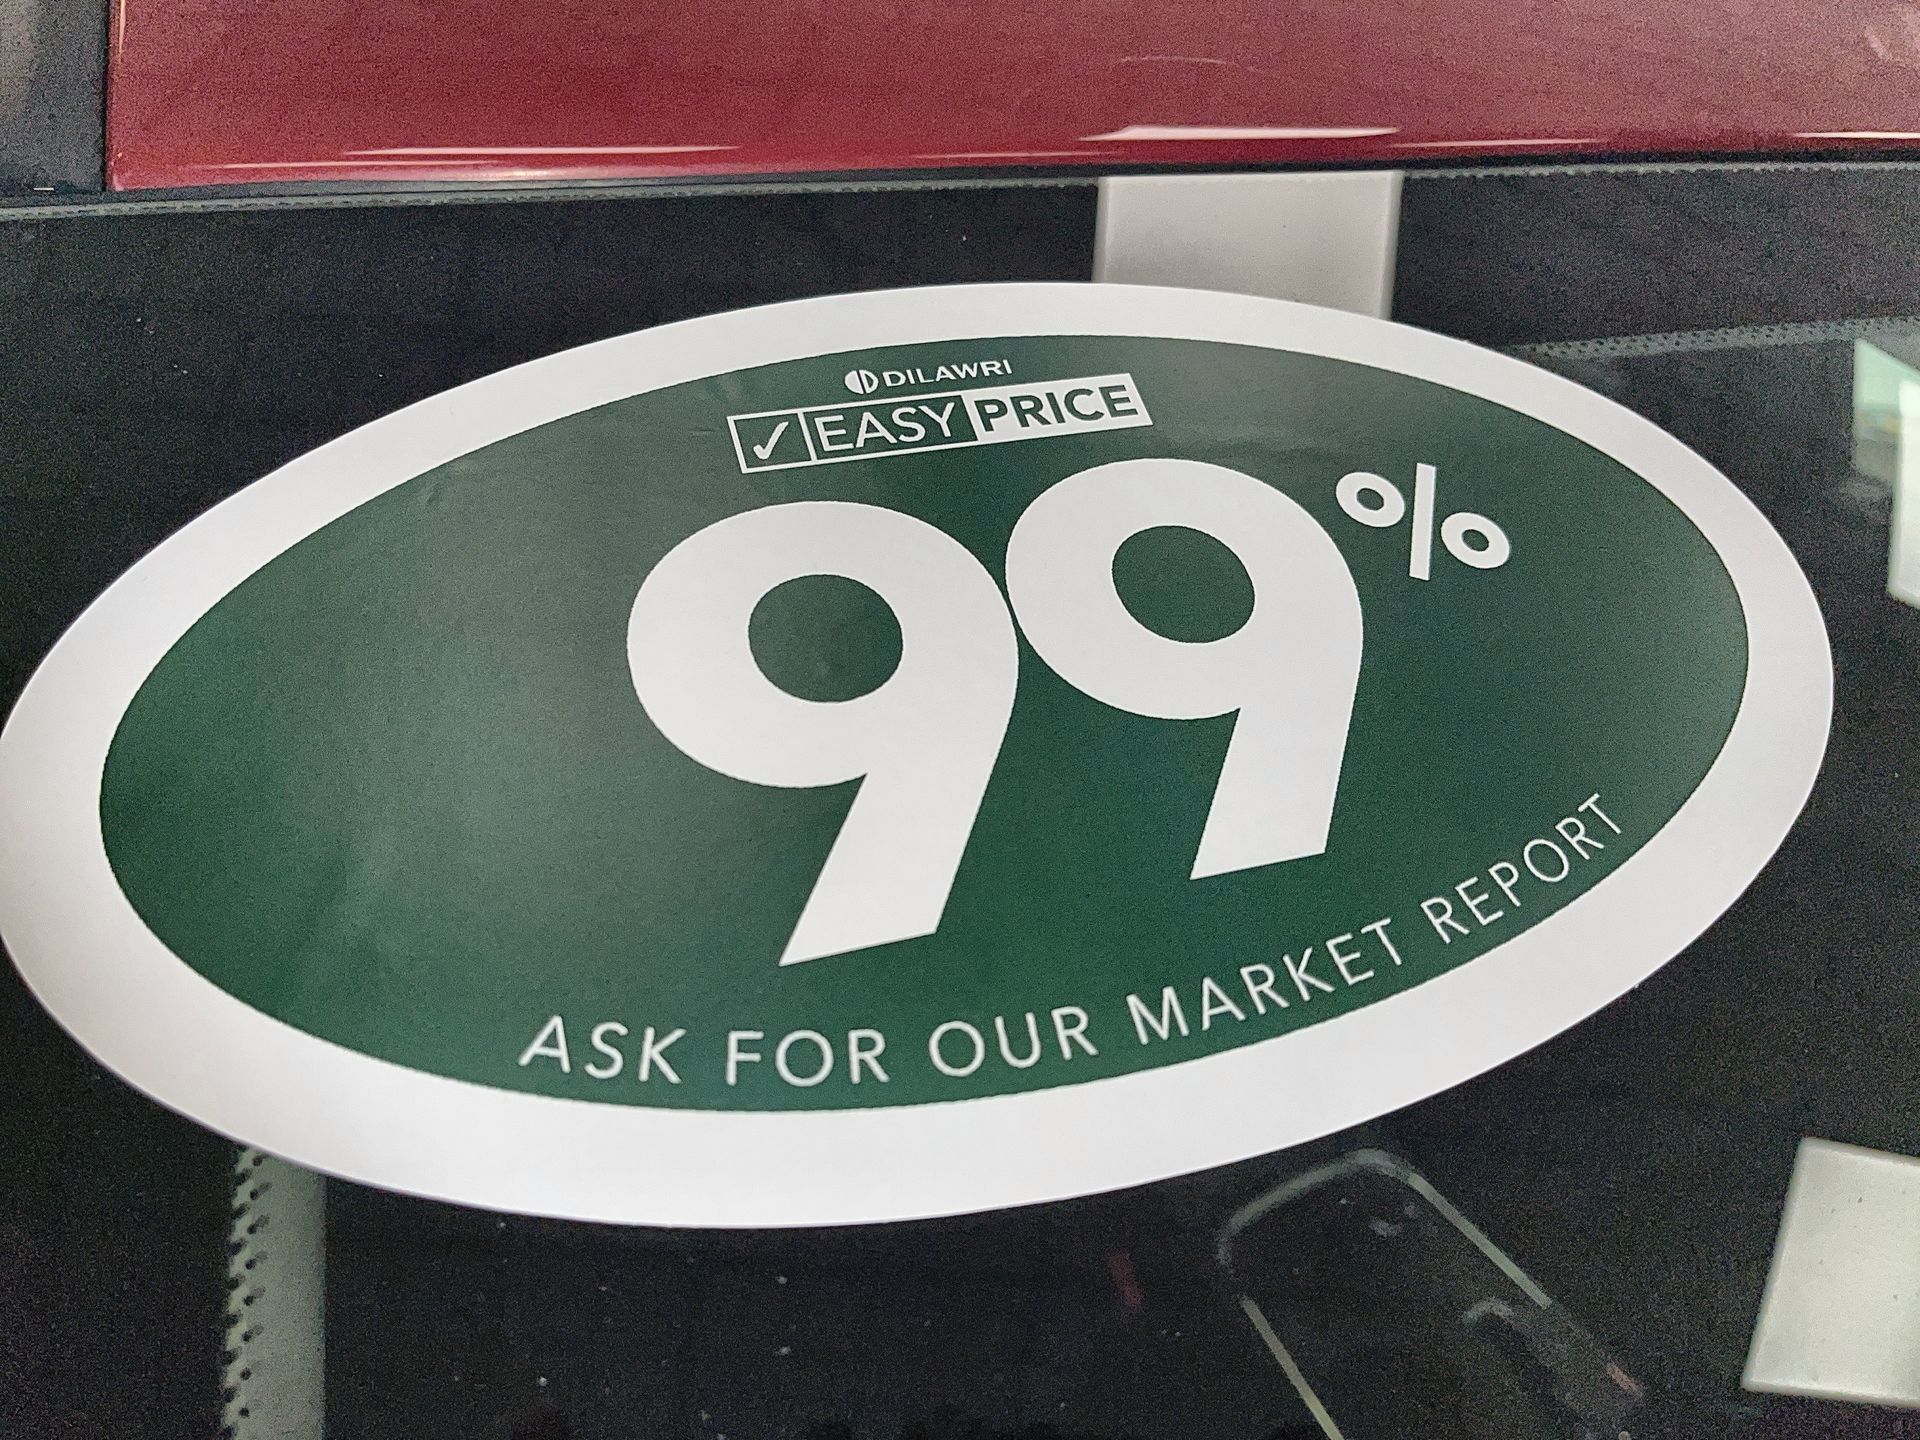 DILAWRI
✓ EASY PRICE
99%
ASK FOR OUR MARKET REPORT